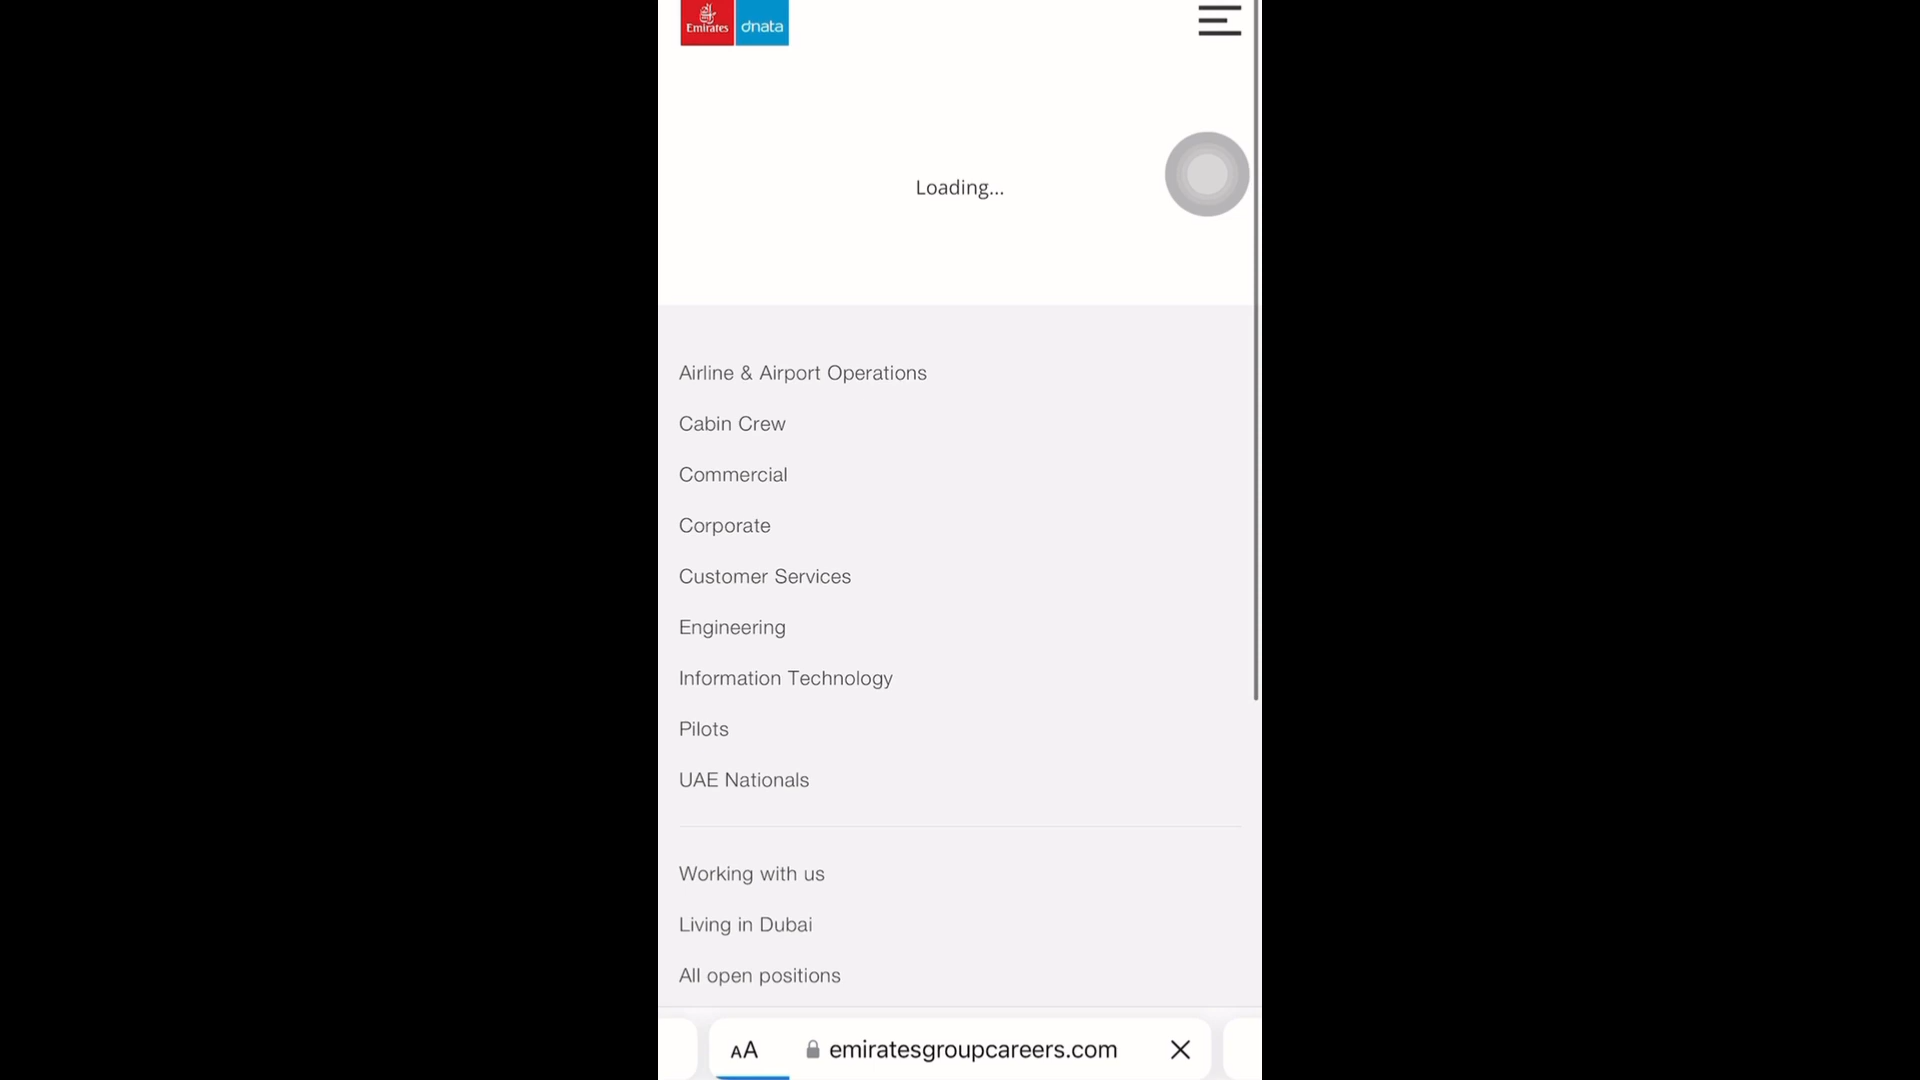 Emirates dnata
Loading...
Airline & Airport Operations
Cabin Crew
Commercial
Corporate
Customer Services
Engineering
Information Technology
Pilots
UAE Nationals
Working with us
Living in Dubai
All open positions
AA emiratesgroupcareers.com